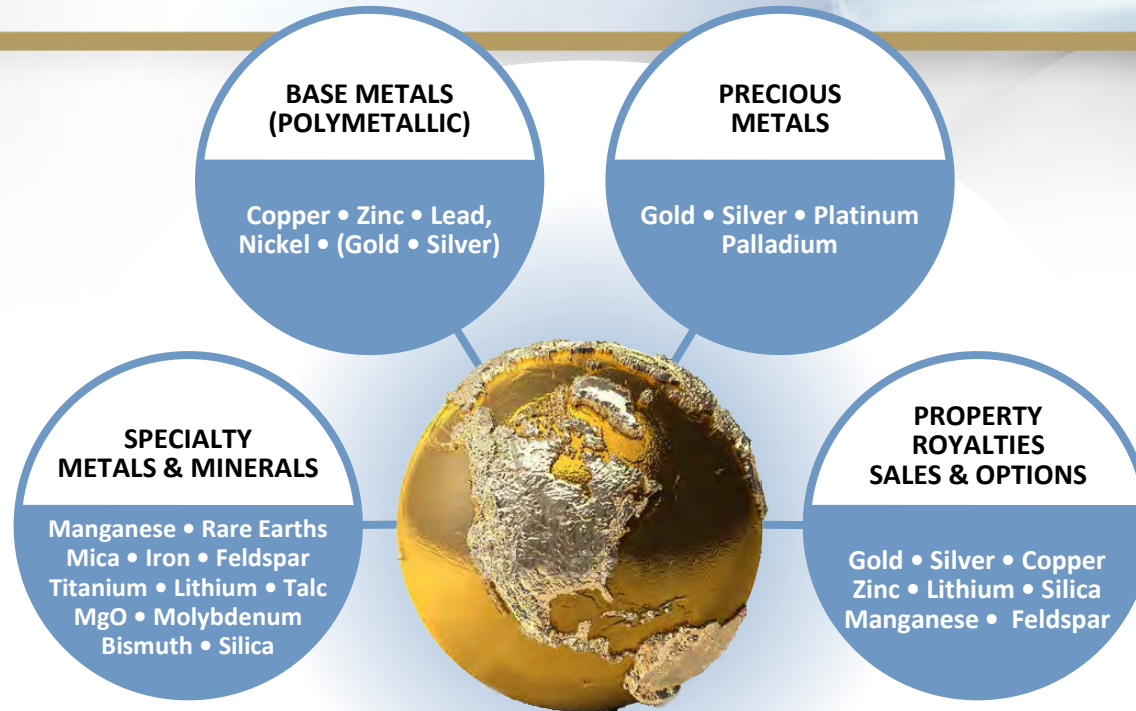 BASE METALS
(POLYMETALLIC)
Copper • Zinc • Lead,
Nickel • (Gold • Silver)
PRECIOUS
METALS
Gold • Silver • Platinum
Palladium
SPECIALTY
METALS & MINERALS
Manganese • Rare Earths
Mica • Iron • Feldspar
Titanium • Lithium • Talc
MgO • Molybdenum
Bismuth • Silica
PROPERTY
ROYALTIES
SALES & OPTIONS
Gold • Silver • Copper
Zinc • Lithium • Silica
Manganese • Feldspar